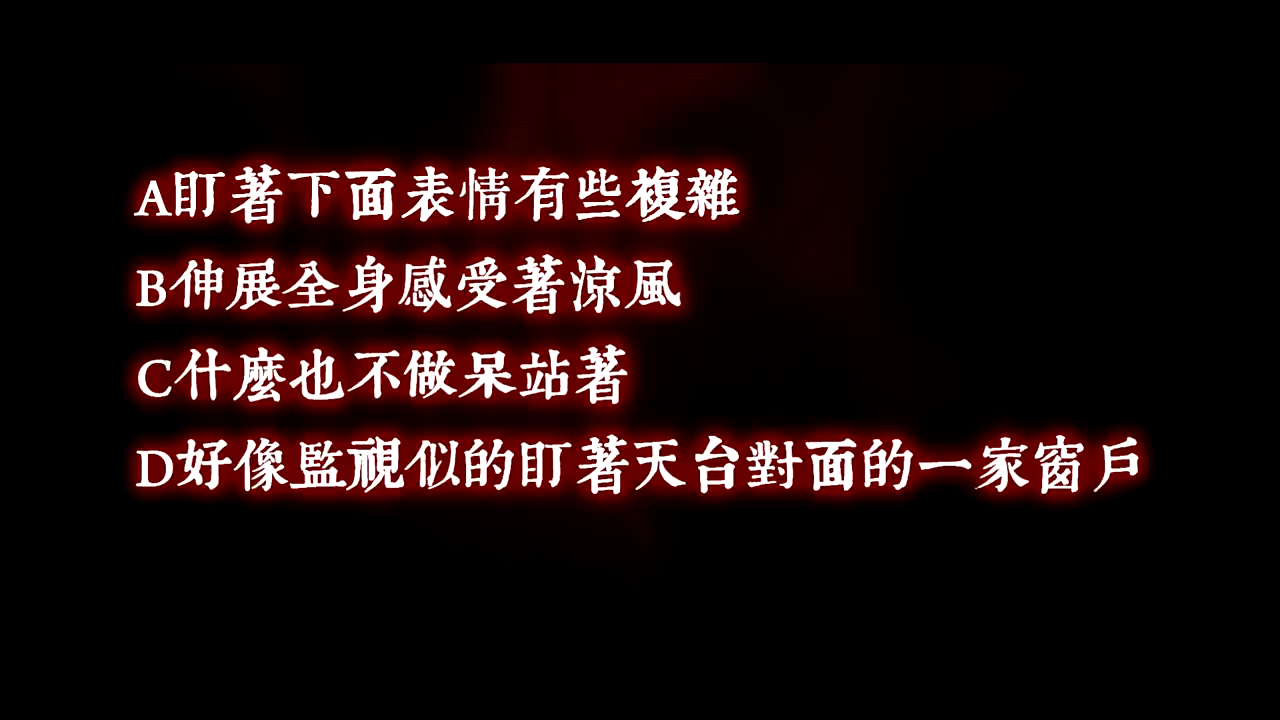 A盯著下面表情有些複雜
B伸展全身感受著涼風
C什麼也不做呆站著
D好像監視似的盯著天台對面的一家窗戶